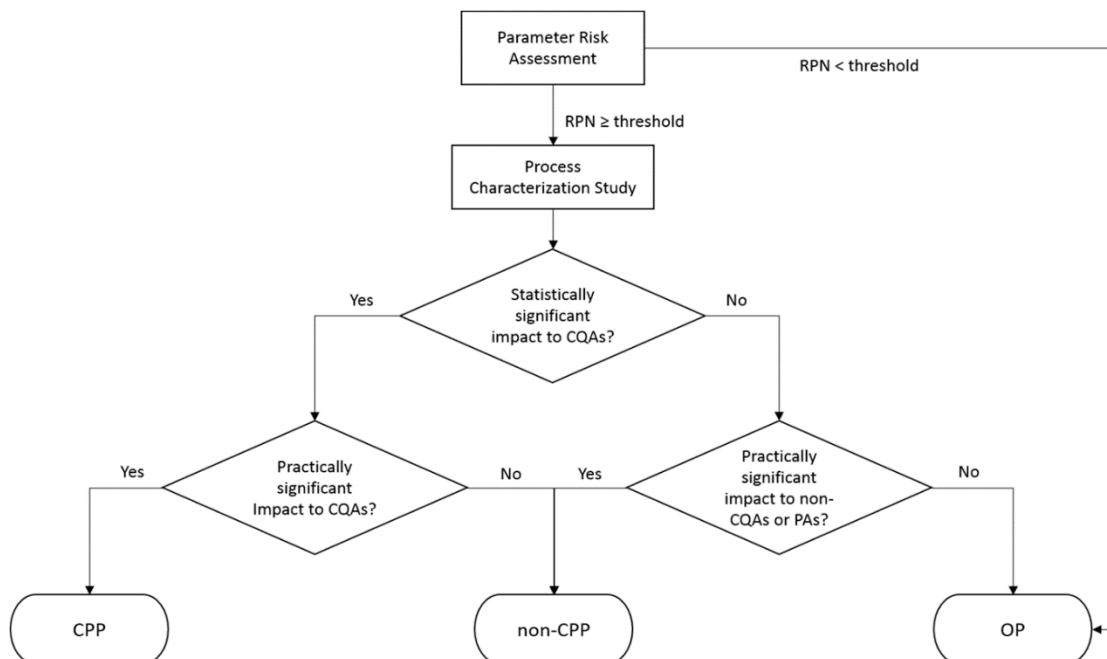 Parameter Risk
Assessment
RPN < threshold
RPN ≥ threshold
Process
Characterization Study
Yes
Statistically
significant
impact to CQAs?
No
Yes
Practically
significant
Impact to CQAs?
No
Yes
Practically
significant
impact to non-
CQAs or PAs?
No
CPP
non-CPP
OP